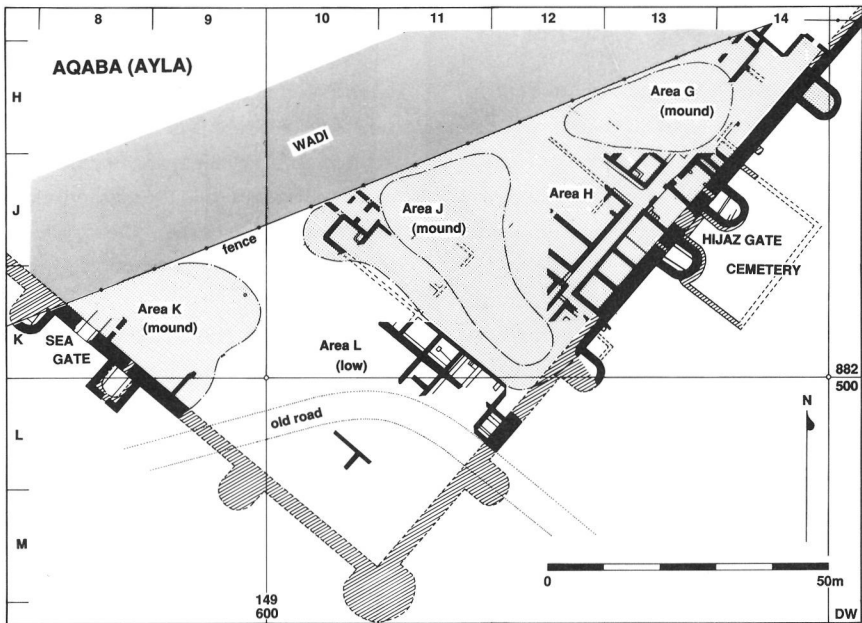 8 9 10 11 12 13 14
AQABA (AYLA)
H
Area G
(mound)
WADI
J
Area J
(mound)
Area H
fence
HIJAZ GATE
CEMETERY
Area K
(mound)
K SEA
GATE
Area L
(low)
882
500
old road
N
L
M
0 50m
149
600
DW